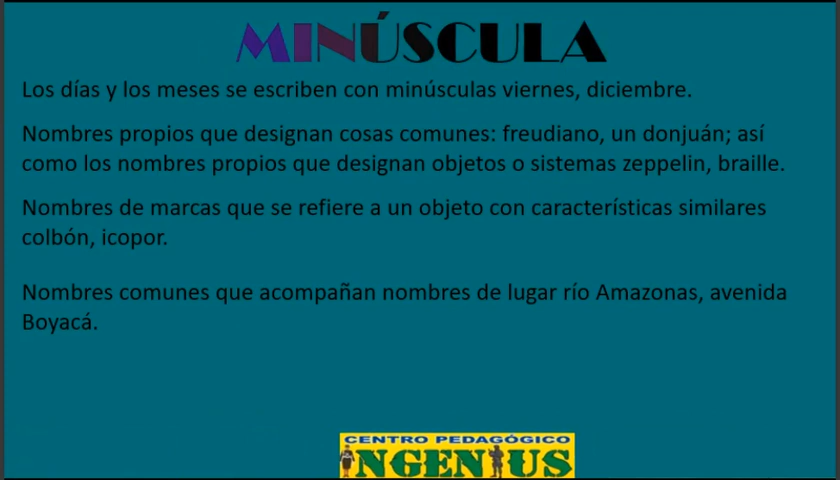 MINÚSCULA
Los días y los meses se escriben con minúsculas viernes, diciembre.
Nombres propios que designan cosas comunes: freudiano, un donjuán; así
como los nombres propios que designan objetos o sistemas zeppelin, braille.
Nombres de marcas que se refiere a un objeto con características similares
colbón, icopor.
Nombres comunes que acompañan nombres de lugar río Amazonas, avenida
Boyacá.
CENTRO PEDAGÓGICO
INGENIUS